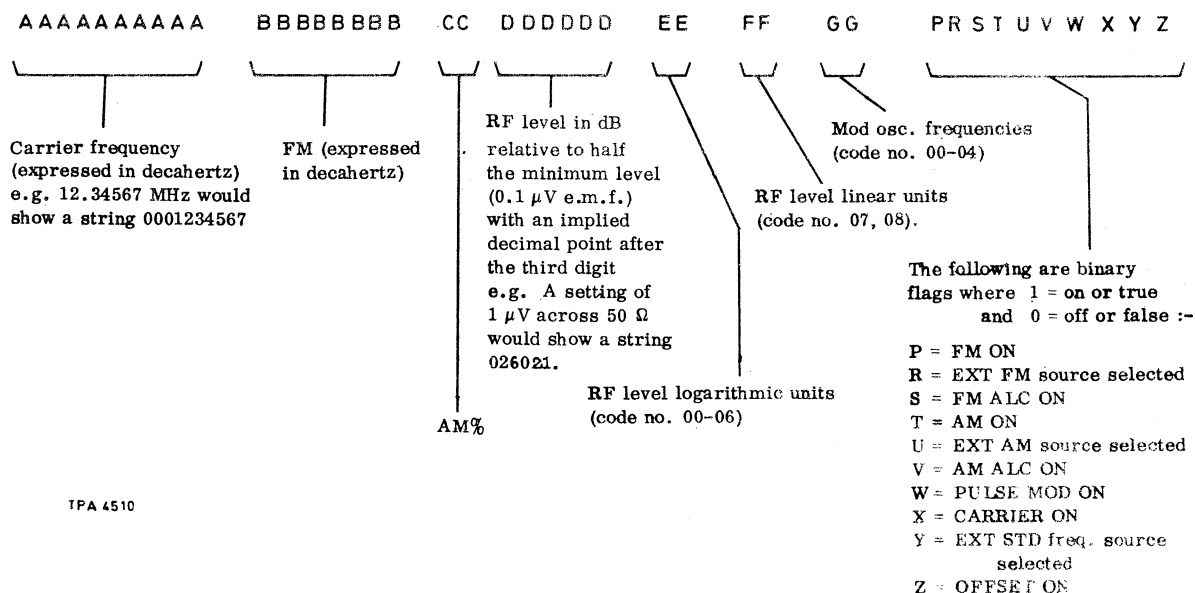 AAAAAAAAAA BBBBBBBB CC DDDDDD EE FF GG PRSTUVWXYZ
Carrier frequency
(expressed in decahertz)
e.g. 12.34567 MHz would
show a string 0001234567
FM (expressed
in decahertz)
AM%
RF level in dB
relative to half
the minimum level
(0.1 μV e.m.f.)
with an implied
decimal point after
the third digit
e.g. A setting of
1 μV across 50 Ω
would show a string
026021.
RF level logarithmic units
(code no. 00-06)
RF level linear units
(code no. 07, 08).
Mod osc. frequencies
(code no. 00-04)
The following are binary
flags where 1 = on or true
and 0 = off or false :-
P = FM ON
R = EXT FM source selected
S = FM ALC ON
T = AM ON
U = EXT AM source selected
V = AM ALC ON
W = PULSE MOD ON
X = CARRIER ON
Y = EXT STD freq. source
selected
Z = OFFSET ON
TPA 4510